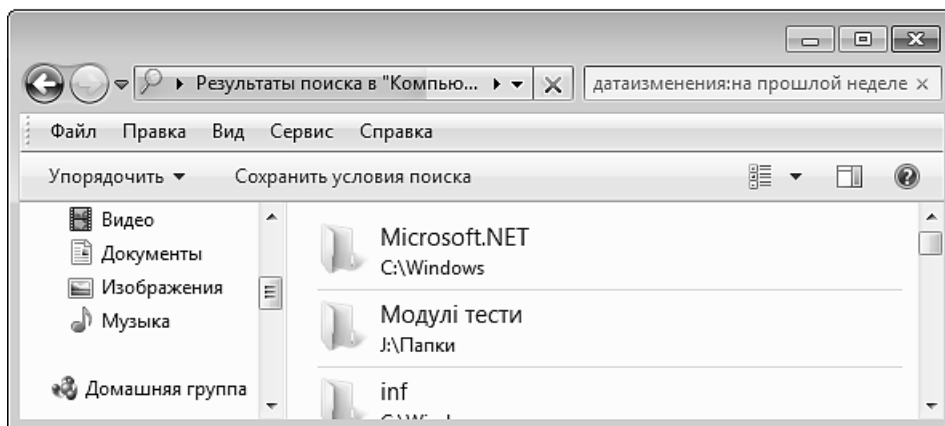 Результаты поиска в "Компью...
датаизменения:на прошлой неделе
Файл Правка Вид Сервис Справка
Упорядочить Сохранить условия поиска
Видео
Документы
Изображения
Музыка
Домашняя группа
Microsoft.NET
C:\Windows
Модулі тести
J:\Папки
inf